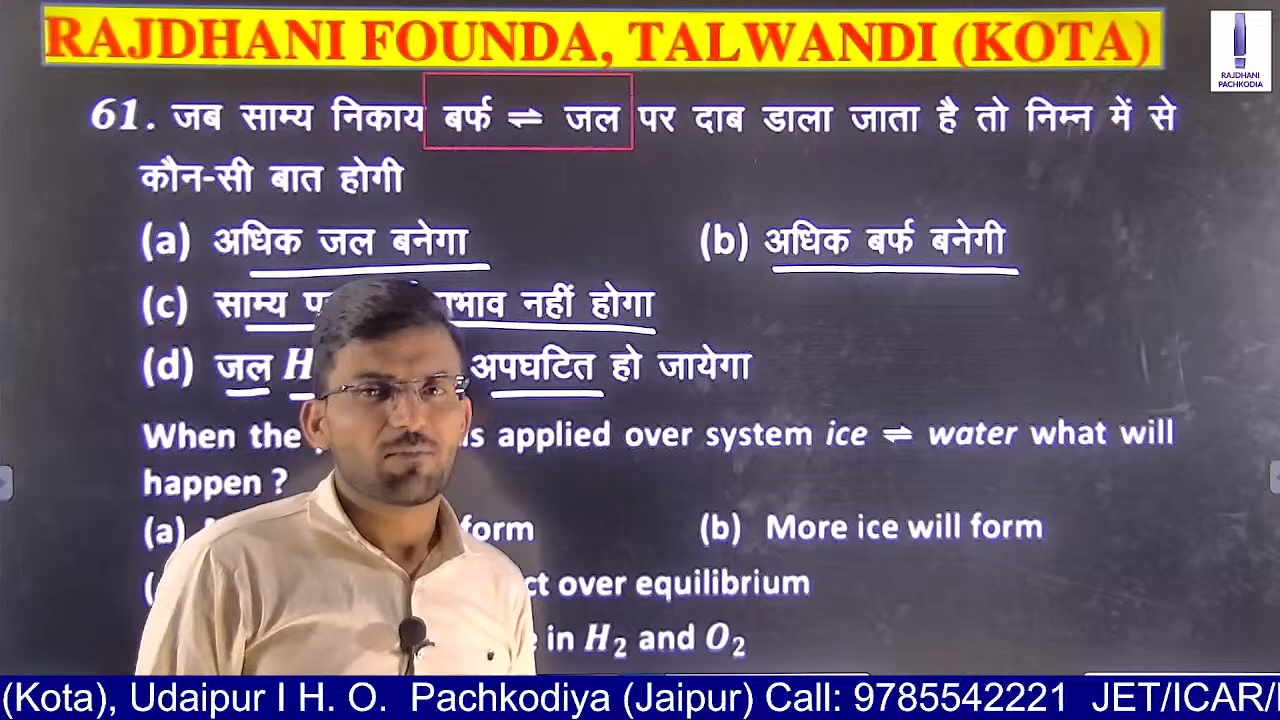 RAJDHANI FOUNDA, TALWANDI (KOTA)
RAJDHANI
PACHKODIA
61. जब साम्य निकाय बर्फ ⇌ जल पर दाब डाला जाता है तो निम्न में से
कौन-सी बात होगी
(a) अधिक जल बनेगा (b) अधिक बर्फ बनेगी
(c) साम्य नहीं होगा
(d) जल H अपघटित हो जायेगा
When the is applied over system ice ⇌ water what will
happen ?
(a) form (b) More ice will form
over equilibrium
in H₂ and O₂
(Kota), Udaipur I H. O. Pachkodiya (Jaipur) Call: 9785542221 JET/ICAR/